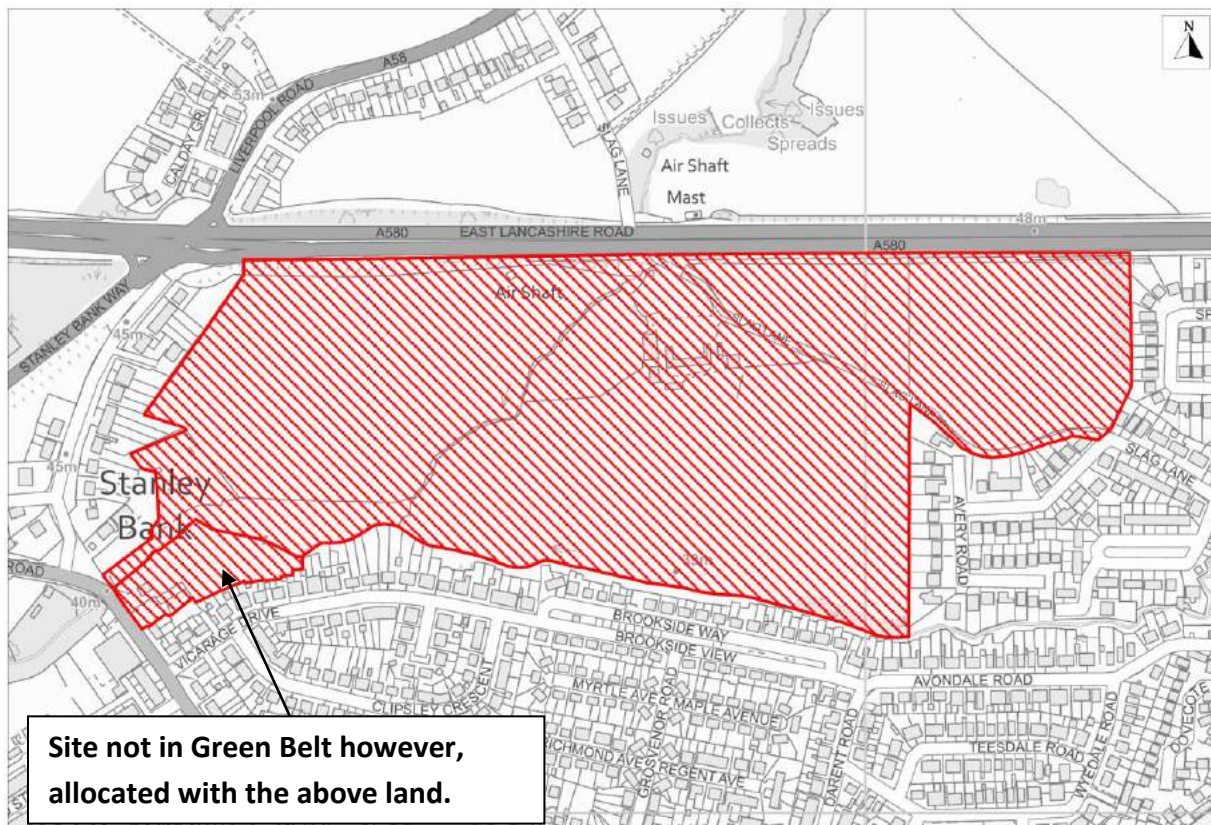 N
A58
LIVERPOOL ROAD
53m
CALDAY GR
SLAG LANE
Issues
Collects
Issues
Spreads
Air Shaft
Mast
48m
A580
EAST LANCASHIRE ROAD
A580
STANLEY BANK WAY
45m
Air Shaft
SLAG LANE
SLAG LANE
45m
Stanley
Bank
SLAG LANE
AVERY ROAD
ROAD
40m
VICARAGE DRIVE
BROOKSIDE WAY
BROOKSIDE VIEW
AVONDALE ROAD
MYRTLE AVE
MAPLE AVENUE
CLIPSLEY CRESCENT
GROSVENOR ROAD
RICHMOND AVE
REGENT AVE
DARENT ROAD
TEESDALE ROAD
WYEDALE ROAD
DONECOTE
Site not in Green Belt however,
allocated with the above land.